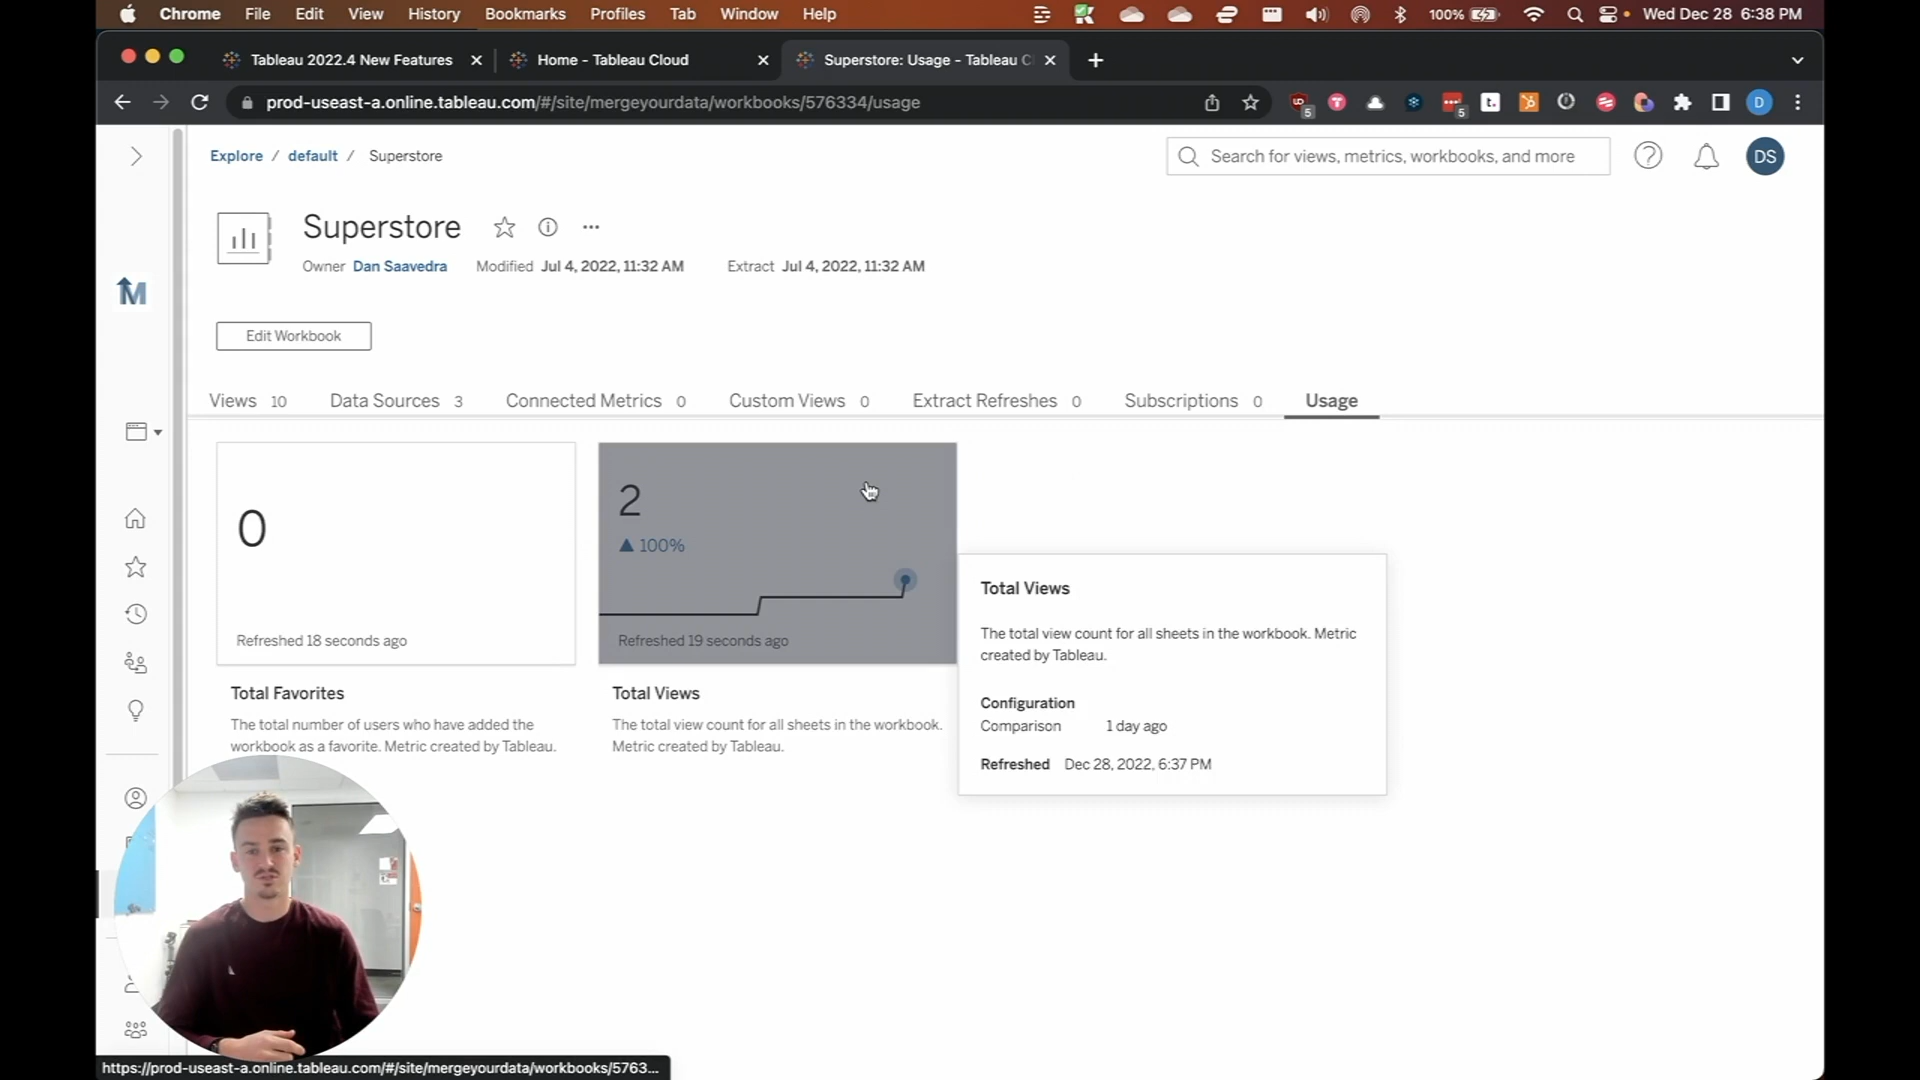 Chrome File Edit View History Bookmarks Profiles Tab Window Help 100% Wed Dec 28 6:38 PM
Tableau 2022.4 New Features Home - Tableau Cloud Superstore: Usage - Tableau C
prod-useast-a.online.tableau.com/#/site/mergeyourdata/workbooks/576334/usage
5 T 5 t. D
Explore / default / Superstore
Search for views, metrics, workbooks, and more
DS
Superstore
Owner Dan Saavedra Modified Jul 4, 2022, 11:32 AM Extract Jul 4, 2022, 11:32 AM
M
Edit Workbook
Views 10 Data Sources 3 Connected Metrics 0 Custom Views 0 Extract Refreshes 0 Subscriptions 0 Usage
0
Refreshed 18 seconds ago
Total Favorites
The total number of users who have added the
workbook as a favorite. Metric created by Tableau.
2
▲ 100%
Refreshed 19 seconds ago
Total Views
The total view count for all sheets in the workbook.
Metric created by Tableau.
Total Views
The total view count for all sheets in the workbook. Metric
created by Tableau.
Configuration
Comparison 1 day ago
Refreshed Dec 28, 2022, 6:37 PM
https://prod-useast-a.online.tableau.com/#/site/mergeyourdata/workbooks/5763...